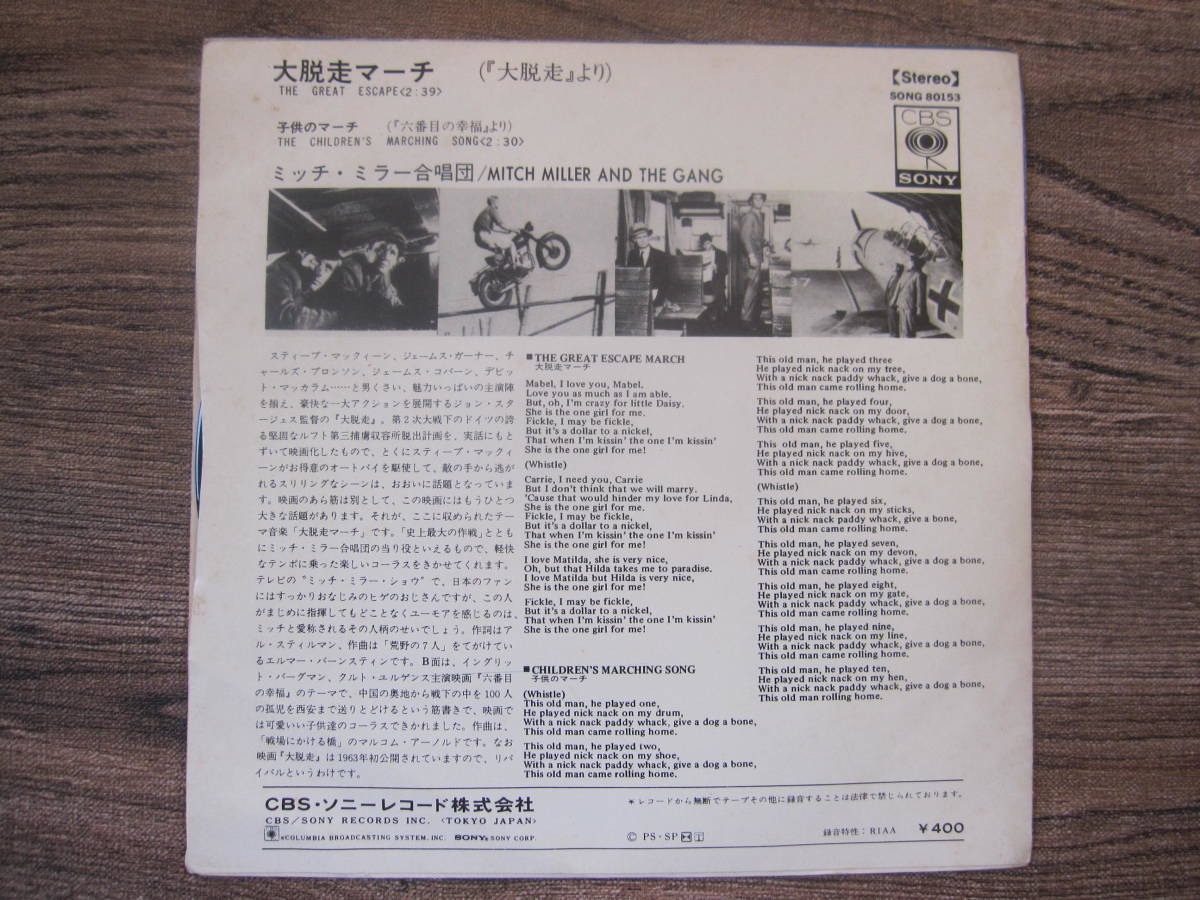 大脱走マーチ (『大脱走』より)
THE GREAT ESCAPE<2:39>
子供のマーチ (『六番目の幸福』より)
THE CHILDREN'S MARCHING SONG<2:30>
ミッチ・ミラー合唱団/MITCH MILLER AND THE GANG
【Stereo】
SONG 80153
CBS
SONY
スティーブ・マックィーン、ジェームス・ガーナー、チ
ャールズ・ブロンソン、ジェームス・コバーン、デビッ
ト・マッカラム……と男くさい、魅力いっぱいの主演陣
を揃え、豪快な一大アクションを展開するジョン・スタ
ージェス監督の『大脱走』。第2次大戦下のドイツの誇
る堅固なルフト第三捕虜収容所脱出計画を、実話にもと
ずいて映画化したもので、とくにスティーブ・マックィ
ーンがお得意のオートバイを駆使して、敵の手から逃が
れるスリリングなシーンは、おおいに話題となっていま
す。映画のあら筋は別として、この映画にはもうひとつ
大きな話題があります。それが、ここに収められたテー
マ音楽「大脱走マーチ」です。「史上最大の作戦」ととも
にミッチ・ミラー合唱団の当り役といえるもので、軽快
なテンポに乗った楽しいコーラスをきかせてくれます。
テレビの“ミッチ・ミラー・ショウ”で、日本のファン
にはすっかりおなじみのヒゲのおじさんですが、この人
がまじめに指揮してもどことなくユーモアを感じるのは、
ミッチと愛称されるその人柄のせいでしょう。作詞はア
ル・スティルマン、作曲は「荒野の7人」をてがけてい
るエルマー・バーンスティンです。B面は、イングリッ
ト・バーグマン、クルト・ユルゲンス主演映画『六番目
の幸福』のテーマで、中国の奥地から戦下の中を100人
の孤児を西安まで送りとどけるという筋書きで、映画で
は可愛いい子供達のコーラスできかれました。作曲は、
「戦場にかける橋」のマルコム・アーノルドです。なお
映画『大脱走』は1963年初公開されていますので、リバ
イバルというわけです。
■THE GREAT ESCAPE MARCH
大脱走マーチ
Mabel, I love you, Mabel.
Love you as much as I am able.
But, oh, I'm crazy for little Daisy.
She is the one girl for me.
Fickle, I may be fickle,
But it's a dollar to a nickel,
That when I'm kissin' the one I'm kissin'
She is the one girl for me!
(Whistle)
Carrie, I need you, Carrie
But I don't think that we will marry.
'Cause that would hinder my love for Linda,
She is the one girl for me.
Fickle, I may be fickle,
But it's a dollar to a nickel,
That when I'm kissin' the one I'm kissin'
She is the one girl for me!
I love Matilda, she is very nice,
Oh, but that Hilda takes me to paradise.
I love Matilda but Hilda is very nice,
She is the one girl for me!
Fickle, I may be fickle,
But it's a dollar to a nickel,
That when I'm kissin' the one I'm kissin'
She is the one girl for me!
■CHILDREN'S MARCHING SONG
子供のマーチ
(Whistle)
This old man, he played one,
He played nick nack on my drum,
With a nick nack paddy whack, give a dog a bone,
This old man came rolling home.
This old man, he played two,
He played nick nack on my shoe,
With a nick nack paddy whack, give a dog a bone,
This old man came rolling home.
This old man, he played three
He played nick nack on my tree,
With a nick nack paddy whack, give a dog a bone,
This old man came rolling home.
This old man, he played four,
He played nick nack on my door,
With a nick nack paddy whack, give a dog a bone,
This old man came rolling home.
This old man, he played five,
He played nick nack on my hive,
With a nick nack paddy whack, give a dog a bone,
This old man came rolling home.
(Whistle)
This old man, he played six,
He played nick nack on my sticks,
With a nick nack paddy whack, give a dog a bone,
This old man came rolling home.
This old man, he played seven,
He played nick nack on my devon,
With a nick nack paddy whack, give a dog a bone,
This old man came rolling home.
This old man, he played eight,
He played nick nack on my gate,
With a nick nack paddy whack, give a dog a bone,
This old man came rolling home.
This old man, he played nine,
He played nick nack on my line,
With a nick nack paddy whack, give a dog a bone,
This old man came rolling home.
This old man, he played ten,
He played nick nack on my hen,
With a nick nack paddy whack, give a dog a bone,
This old man rolling home.
CBS・ソニーレコード株式会社
CBS/SONY RECORDS INC. <TOKYO JAPAN>
®COLUMBIA BROADCASTING SYSTEM, INC. SONY® SONY CORP.
*レコードから無断でテープその他に録音することは法律で禁じられております。
Ⓒ PS・SP
録音特性：RIAA ¥400